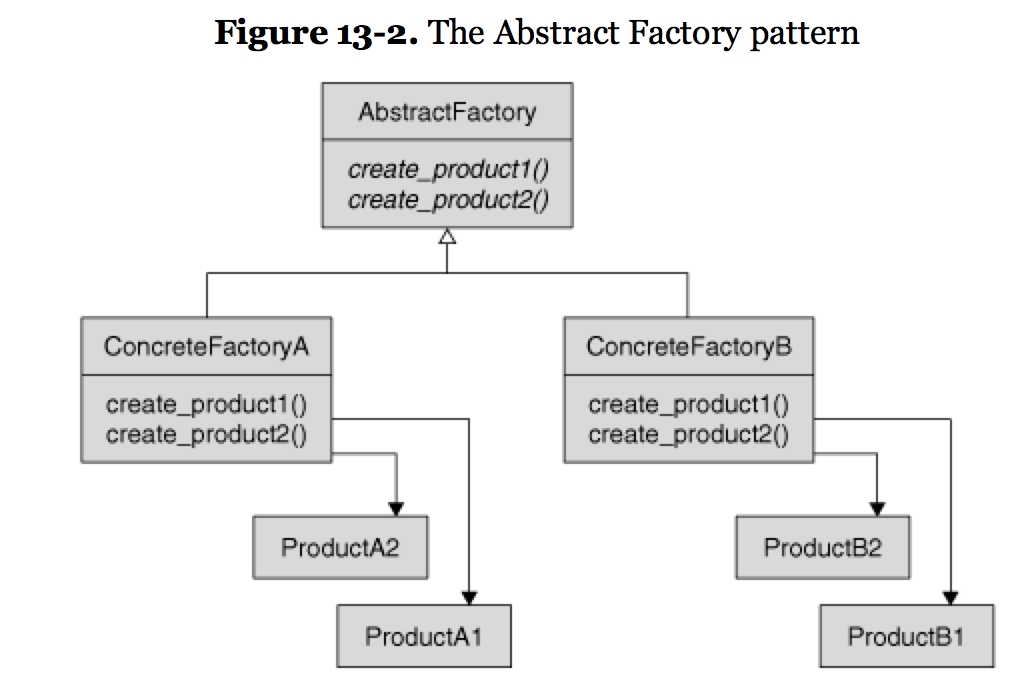 Figure 13-2. The Abstract Factory pattern
AbstractFactory
create_product1()
create_product2()
ConcreteFactoryA
create_product1()
create_product2()
ConcreteFactoryB
create_product1()
create_product2()
ProductA2
ProductA1
ProductB2
ProductB1